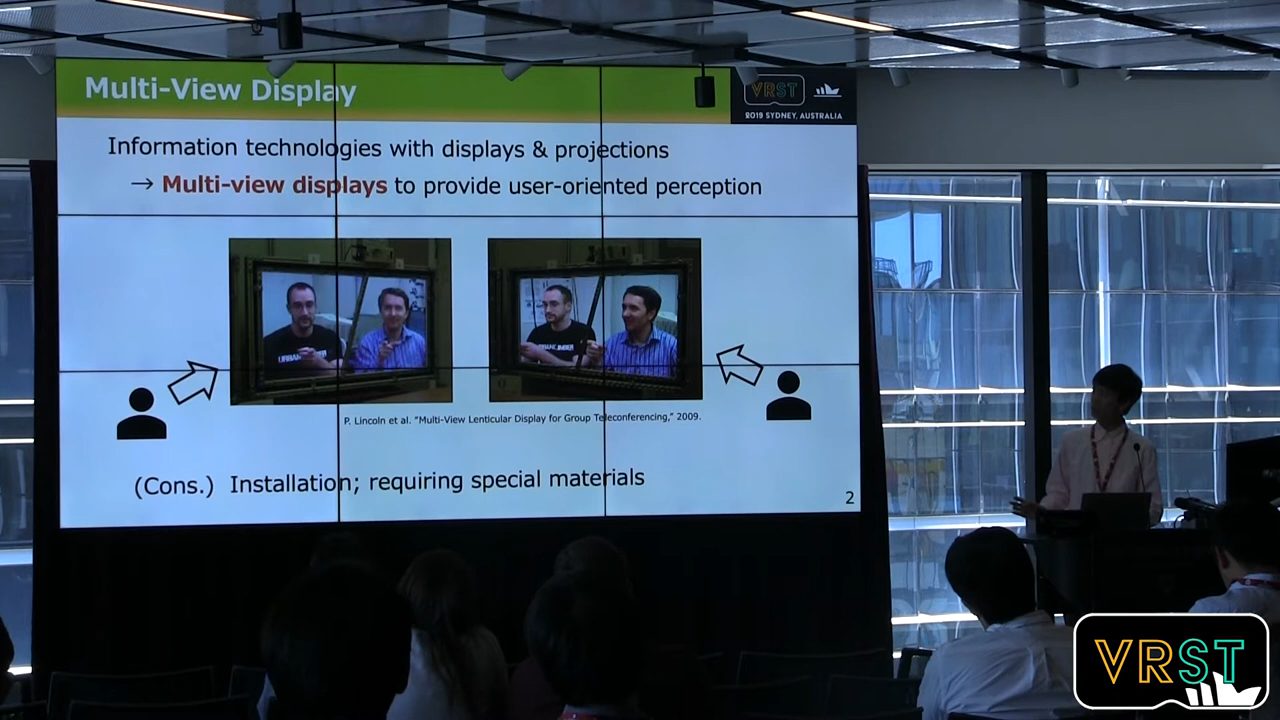 Multi-View Display
VRST
2019 SYDNEY, AUSTRALIA
Information technologies with displays & projections
→ Multi-view displays to provide user-oriented perception
P. Lincoln et al. "Multi-View Lenticular Display for Group Teleconferencing," 2009.
(Cons.) Installation; requiring special materials
2
VRST